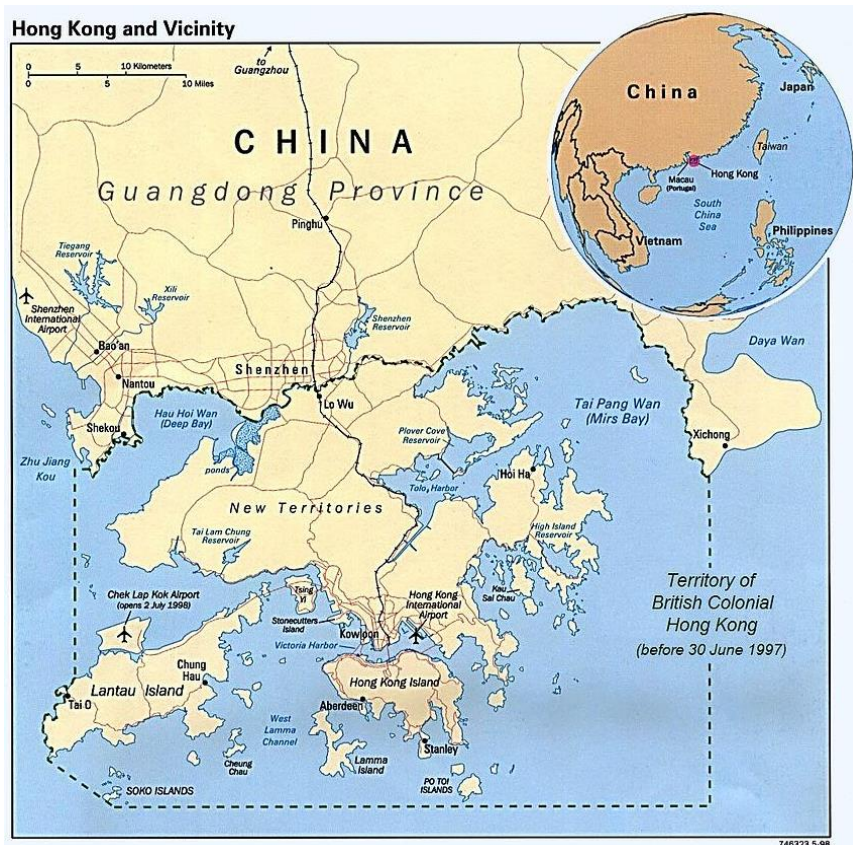 Hong Kong and Vicinity
0 5 10 Kilometers
0 5 10 Miles
to
Guangzhou
CHINA
Guangdong Province
Pinghu
Tiegang
Reservoir
Xili
Reservoir
Shenzhen
International
Airport
Shenzhen
Reservoir
Bao'an
Shenzhen
Nantou
Lo Wu
Shekou
Hau Hoi Wan
(Deep Bay)
Zhu Jiang
Kou
ponds
Plover Cove
Reservoir
Tai Pang Wan
(Mirs Bay)
Daya Wan
Xichong
Hoi Ha
Tolo Harbor
New Territories
Tai Lam Chung
Reservoir
High Island
Reservoir
Chek Lap Kok Airport
(opens 2 July 1998)
Tsing
Yi
Stonecutters
Island
Hong Kong
International
Airport
Kau
Sai Chau
Kowloon
Victoria Harbor
Territory of
British Colonial
Hong Kong
(before 30 June 1997)
Chung
Hau
Lantau Island
Tai O
Hong Kong Island
Aberdeen
West
Lamma
Channel
Stanley
Cheung
Chau
Lamma
Island
SOKO ISLANDS
PO TOI
ISLANDS
China
Japan
Taiwan
Hong Kong
Macau
(Portugal)
South
China
Sea
Vietnam
Philippines
746323 5-98